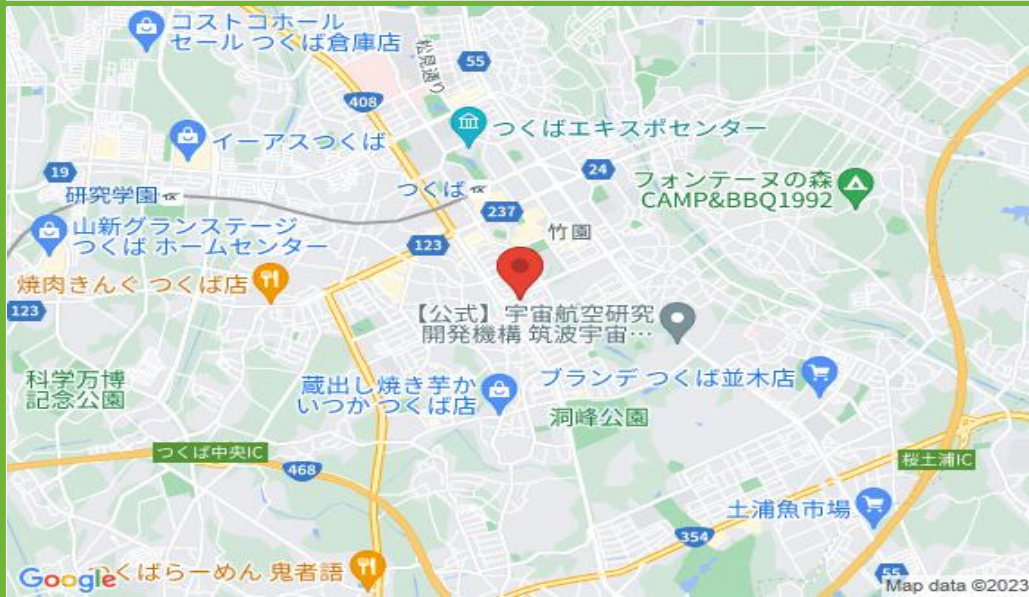 コストコホール
セール つくば倉庫店
松見通り
55
408
つくばエキスポセンター
イーアスつくば
19
24
研究学園
つくば
フォンテーヌの森
CAMP&BBQ1992
237
山新グランステージ
つくば ホームセンター
123
竹園
焼肉きんぐ つくば店
123
【公式】宇宙航空研究
開発機構 筑波宇宙…
科学万博
記念公園
蔵出し焼き芋か
いつか つくば店
ブランデ つくば並木店
洞峰公園
つくば中央IC
468
桜土浦IC
土浦魚市場
354
Google
くばらーめん 鬼者語
55
Map data ©2023